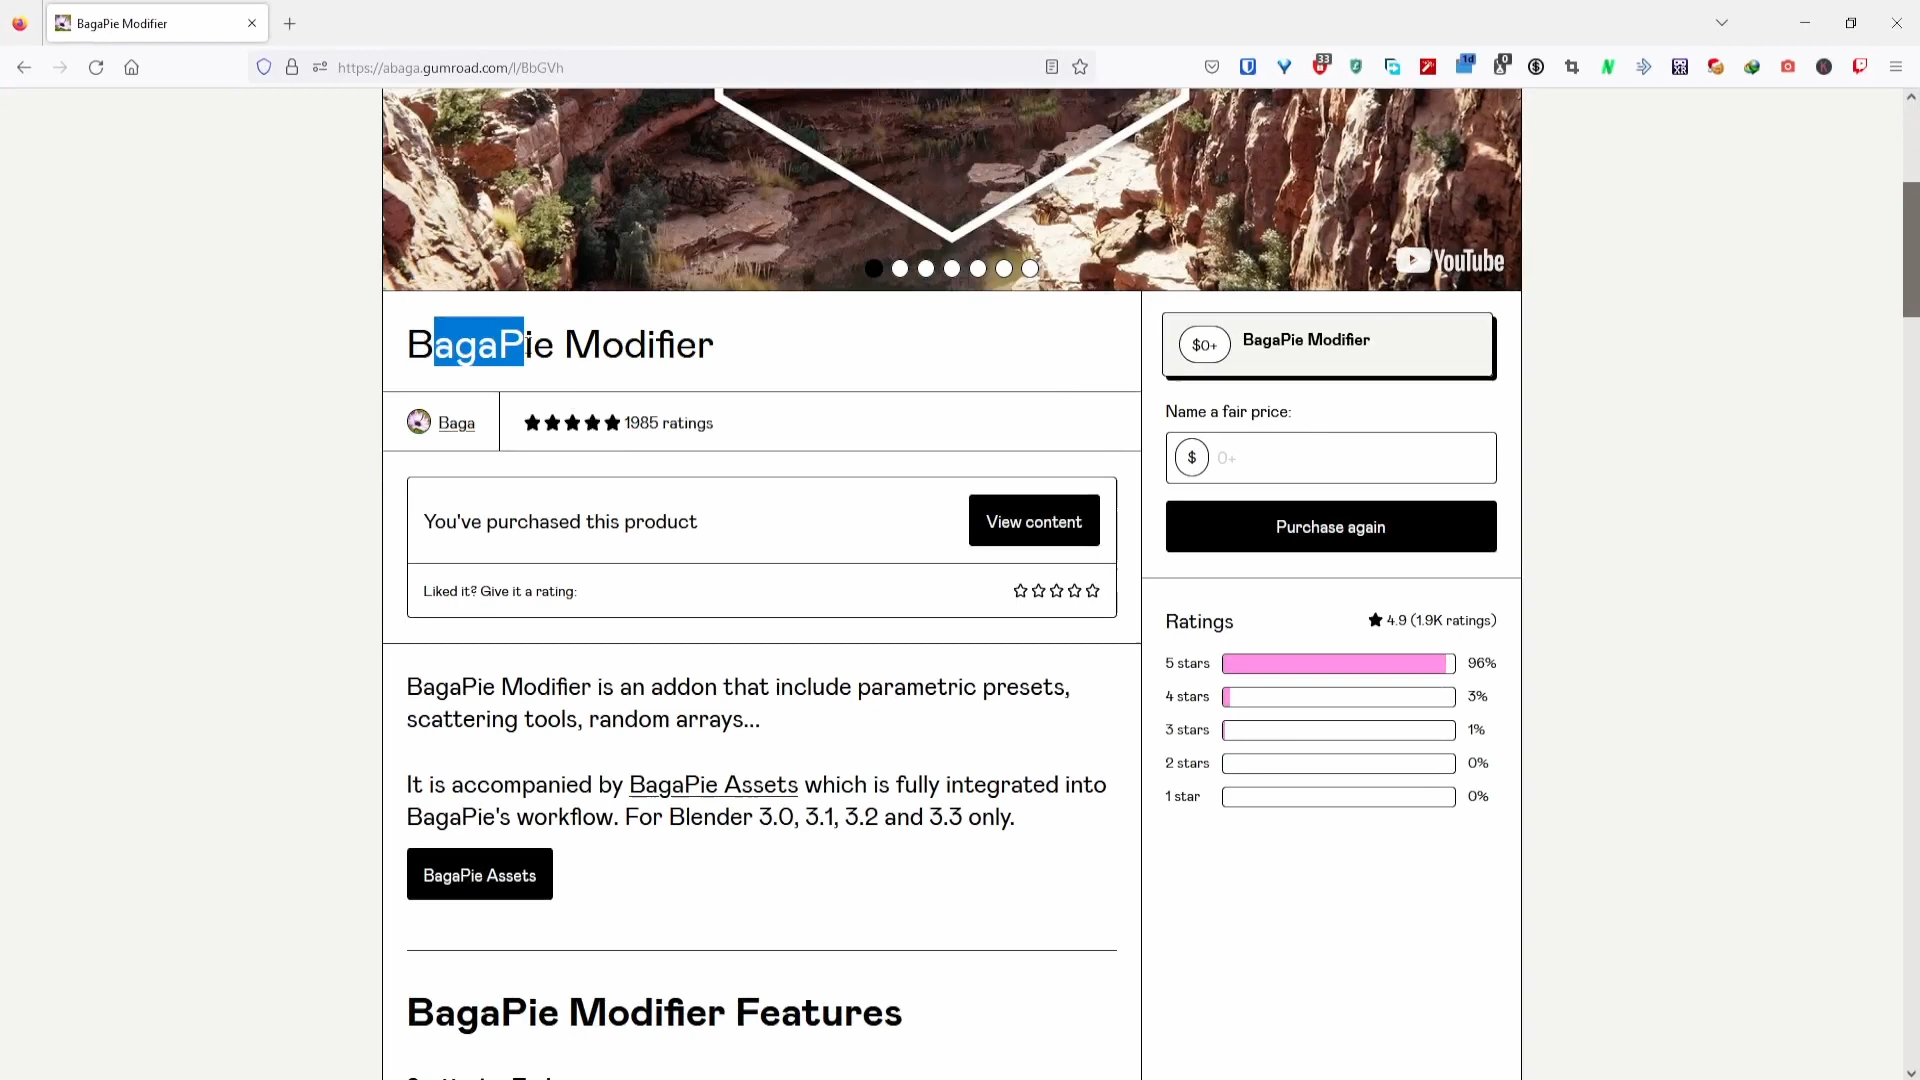 BagaPie Modifier
https://abaga.gumroad.com/l/BbGVh
33
1d
0
YouTube
BagaPie Modifier
$0+
BagaPie Modifier
Name a fair price:
$ 0+
Purchase again
Baga
1985 ratings
You've purchased this product
View content
Liked it? Give it a rating:
Ratings
4.9 (1.9K ratings)
5 stars 96%
4 stars 3%
3 stars 1%
2 stars 0%
1 star 0%
BagaPie Modifier is an addon that include parametric presets,
scattering tools, random arrays...
It is accompanied by BagaPie Assets which is fully integrated into
BagaPie's workflow. For Blender 3.0, 3.1, 3.2 and 3.3 only.
BagaPie Assets
BagaPie Modifier Features